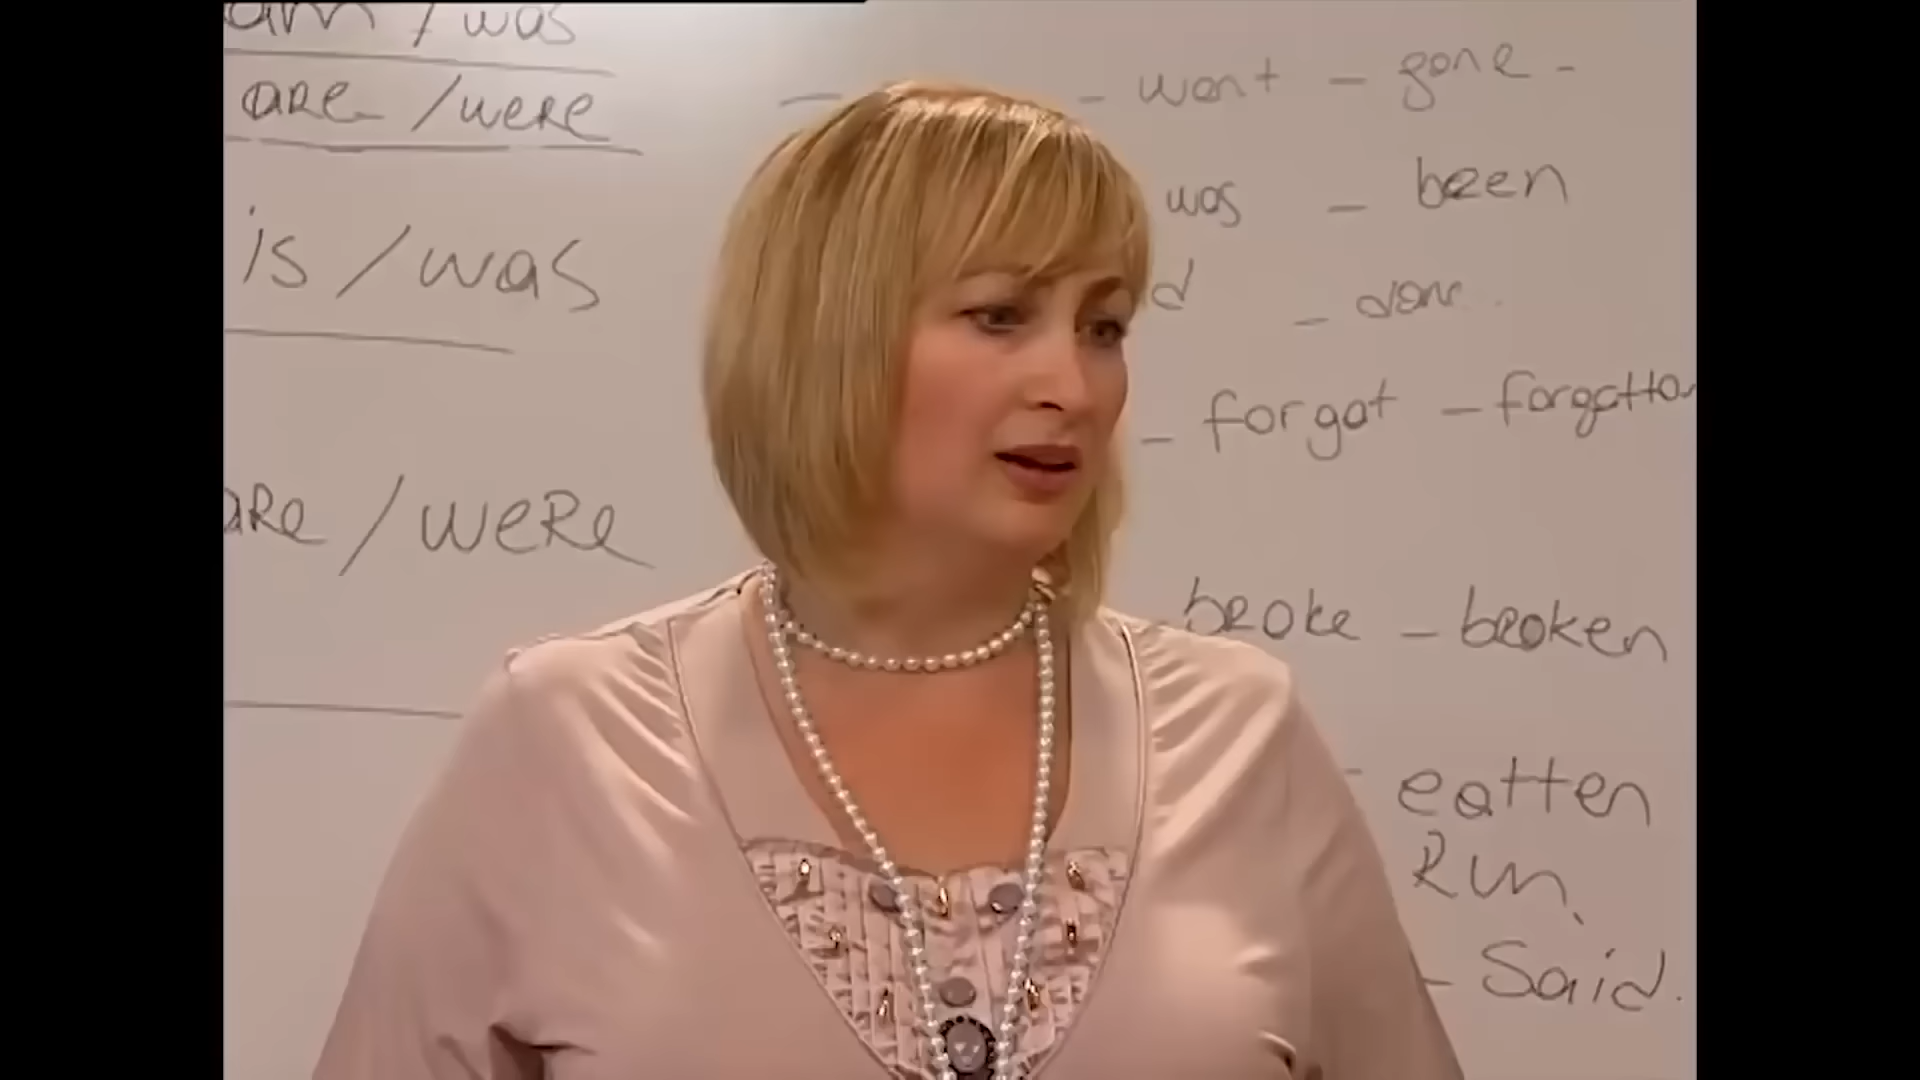 am / was
are / were
is / was
are / were
- went - gone -
was - been
d - done
- forgot - forgotten
broke - broken
- eatten
Run
- Said.